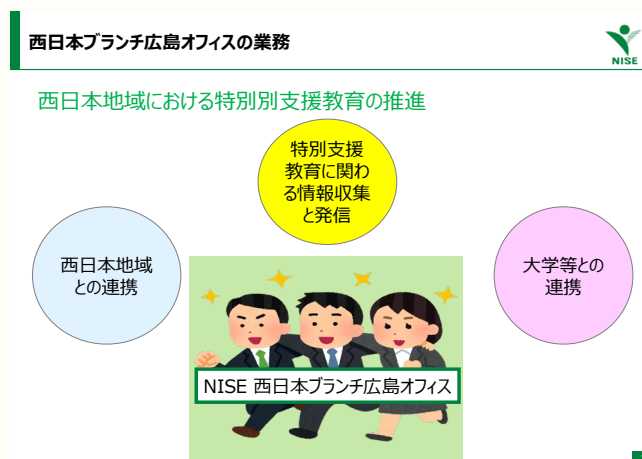 西日本ブランチ広島オフィスの業務
NISE
西日本地域における特別別支援教育の推進
特別支援
教育に関わ
る情報収集
と発信
西日本地域
との連携
大学等との
連携
NISE 西日本ブランチ広島オフィス